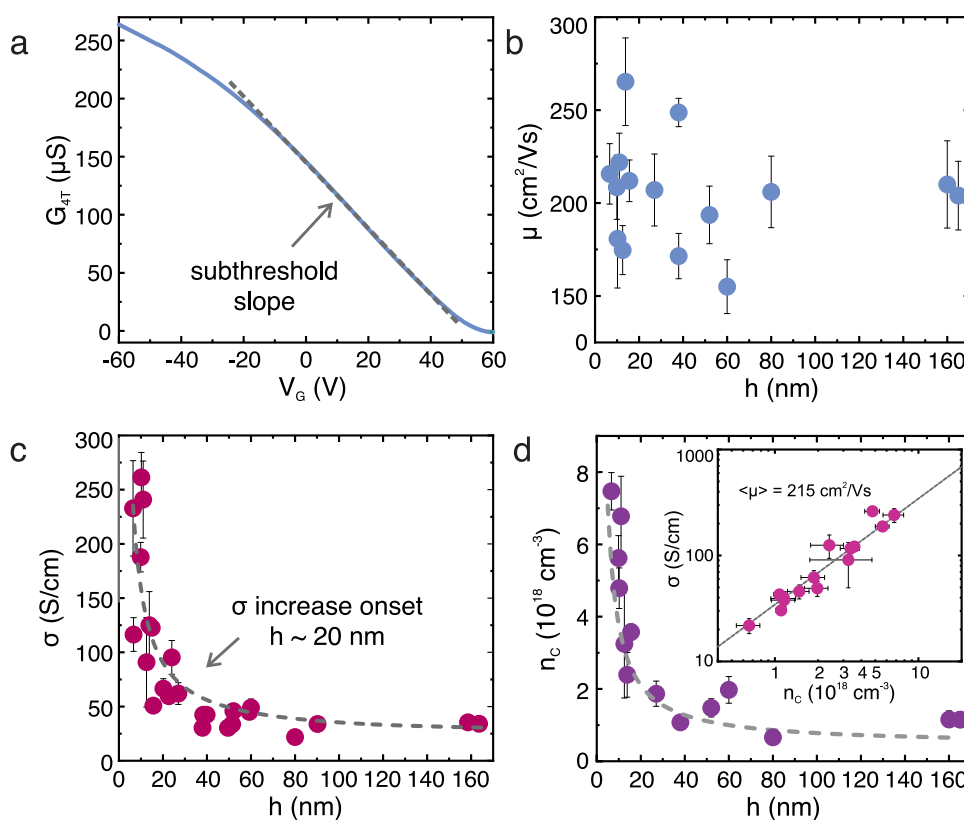 a
G4T (µS)
250
200
150
100
50
0
subthreshold
slope
-60 -40 -20 0 20 40 60
VG (V)
b
µ (cm²/Vs)
300
250
200
150
100
0 20 40 60 80 100 120 140 160
h (nm)
c
σ (S/cm)
300
250
200
150
100
50
0
σ increase onset
h ~ 20 nm
0 20 40 60 80 100 120 140 160
h (nm)
d
nC (10¹⁸ cm⁻³)
8
6
4
2
0
0 20 40 60 80 100 120 140 160
h (nm)
<µ> = 215 cm²/Vs
σ (S/cm)
1000
100
10
1 2 3 4 5 10
nC (10¹⁸ cm⁻³)